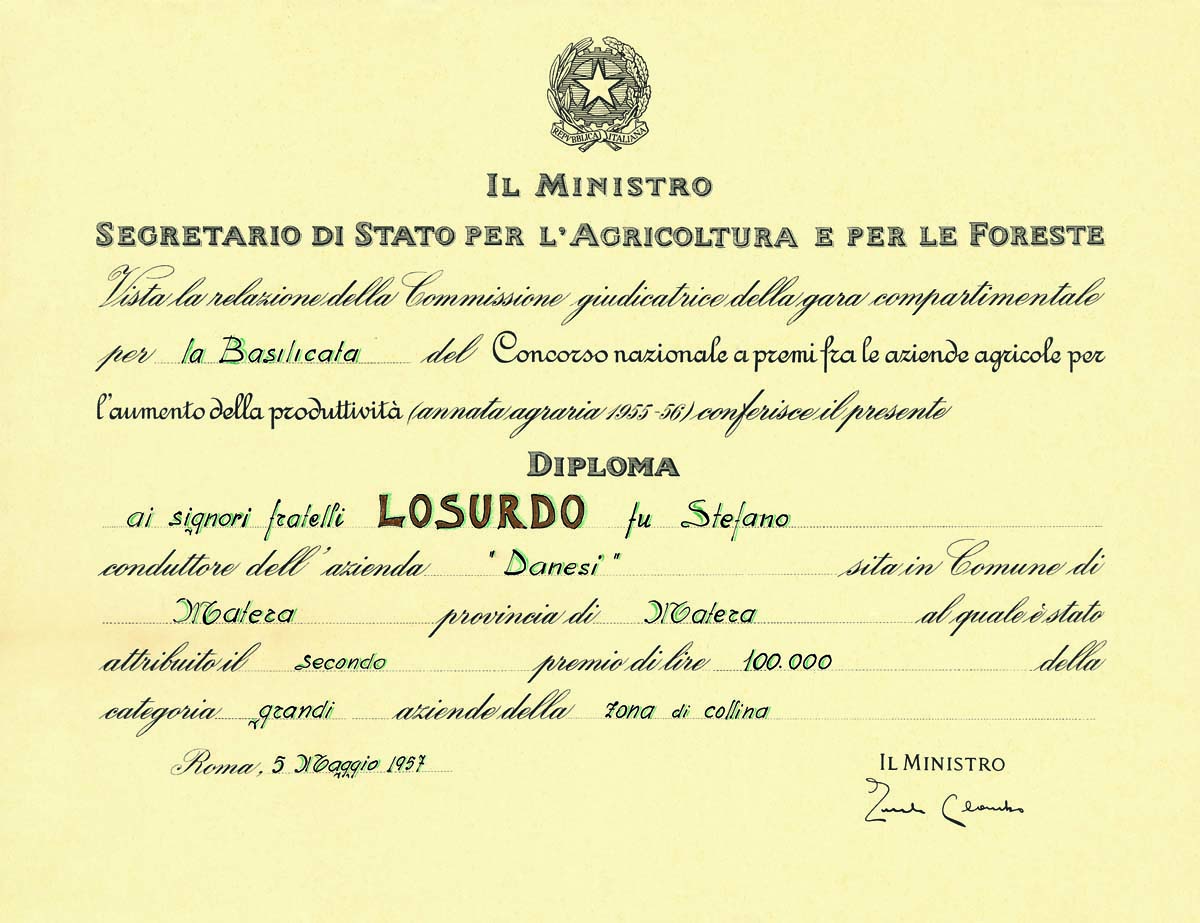 REPVBBLICA ITALIANA
IL MINISTRO
SEGRETARIO DI STATO PER L'AGRICOLTURA E PER LE FORESTE
Vista la relazione della Commissione giudicatrice della gara compartimentale
per la Basilicata del Concorso nazionale a premi fra le aziende agricole per
l'aumento della produttività (annata agraria 1955-56) conferisce il presente
DIPLOMA
ai signori fratelli LOSURDO fu Stefano
conduttore dell'azienda "Danesi" sita in Comune di
Matera provincia di Matera al quale è stato
attribuito il secondo premio di lire 100.000 della
categoria grandi aziende della zona di collina
Roma, 5 Maggio 1957
IL MINISTRO